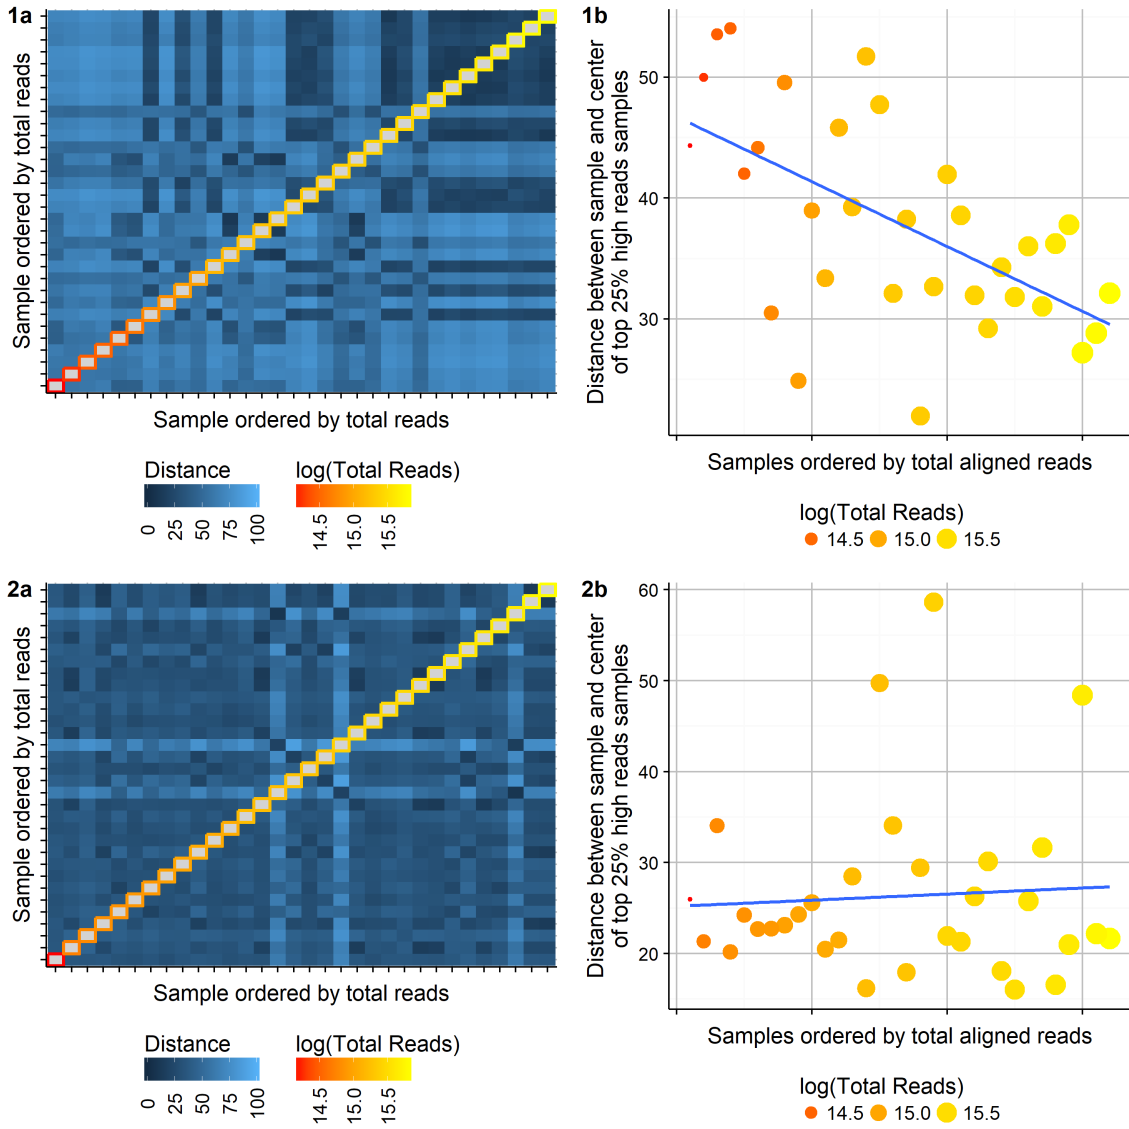 1a
Sample ordered by total reads
Sample ordered by total reads
Distance
0
25
50
75
100
log(Total Reads)
14.5
15.0
15.5
1b
Distance between sample and center
of top 25% high reads samples
50
40
30
Samples ordered by total aligned reads
log(Total Reads)
14.5 15.0 15.5
2a
Sample ordered by total reads
Sample ordered by total reads
Distance
0
25
50
75
100
log(Total Reads)
14.5
15.0
15.5
2b
Distance between sample and center
of top 25% high reads samples
60
50
40
30
20
Samples ordered by total aligned reads
log(Total Reads)
14.5 15.0 15.5